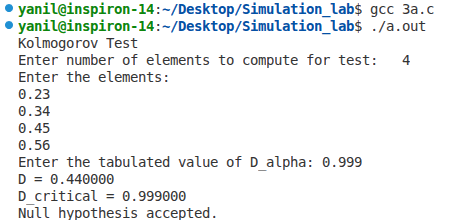 yanil@inspiron-14:~/Desktop/Simulation_lab$ gcc 3a.c
yanil@inspiron-14:~/Desktop/Simulation_lab$ ./a.out
Kolmogorov Test
Enter number of elements to compute for test:   4
Enter the elements:
0.23
0.34
0.45
0.56
Enter the tabulated value of D_alpha: 0.999
D = 0.440000
D_critical = 0.999000
Null hypothesis accepted.